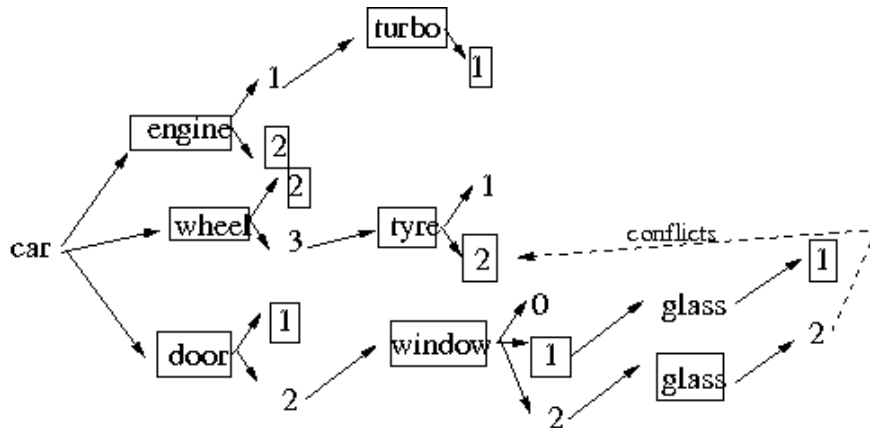 turbo
1
1
engine
2
2
wheel
1
tyre
3
2
conflicts
1
car
0
glass
1
door
window
1
2
glass
2
2